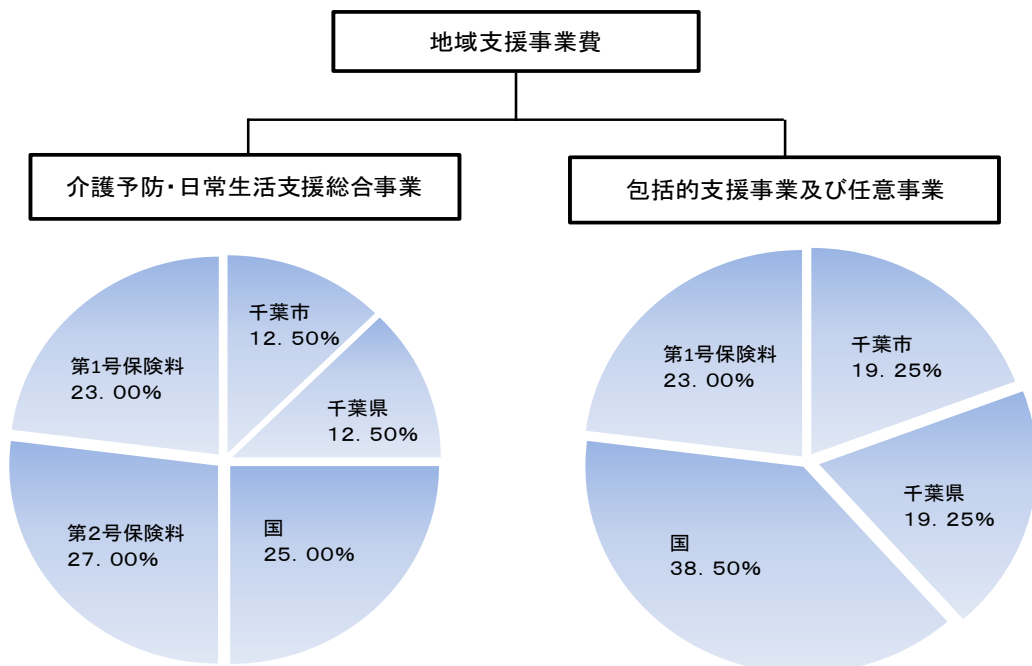 地域支援事業費
介護予防・日常生活支援総合事業
包括的支援事業及び任意事業
千葉市
12.50%
千葉県
12.50%
国
25.00%
第2号保険料
27.00%
第1号保険料
23.00%
千葉市
19.25%
千葉県
19.25%
国
38.50%
第1号保険料
23.00%